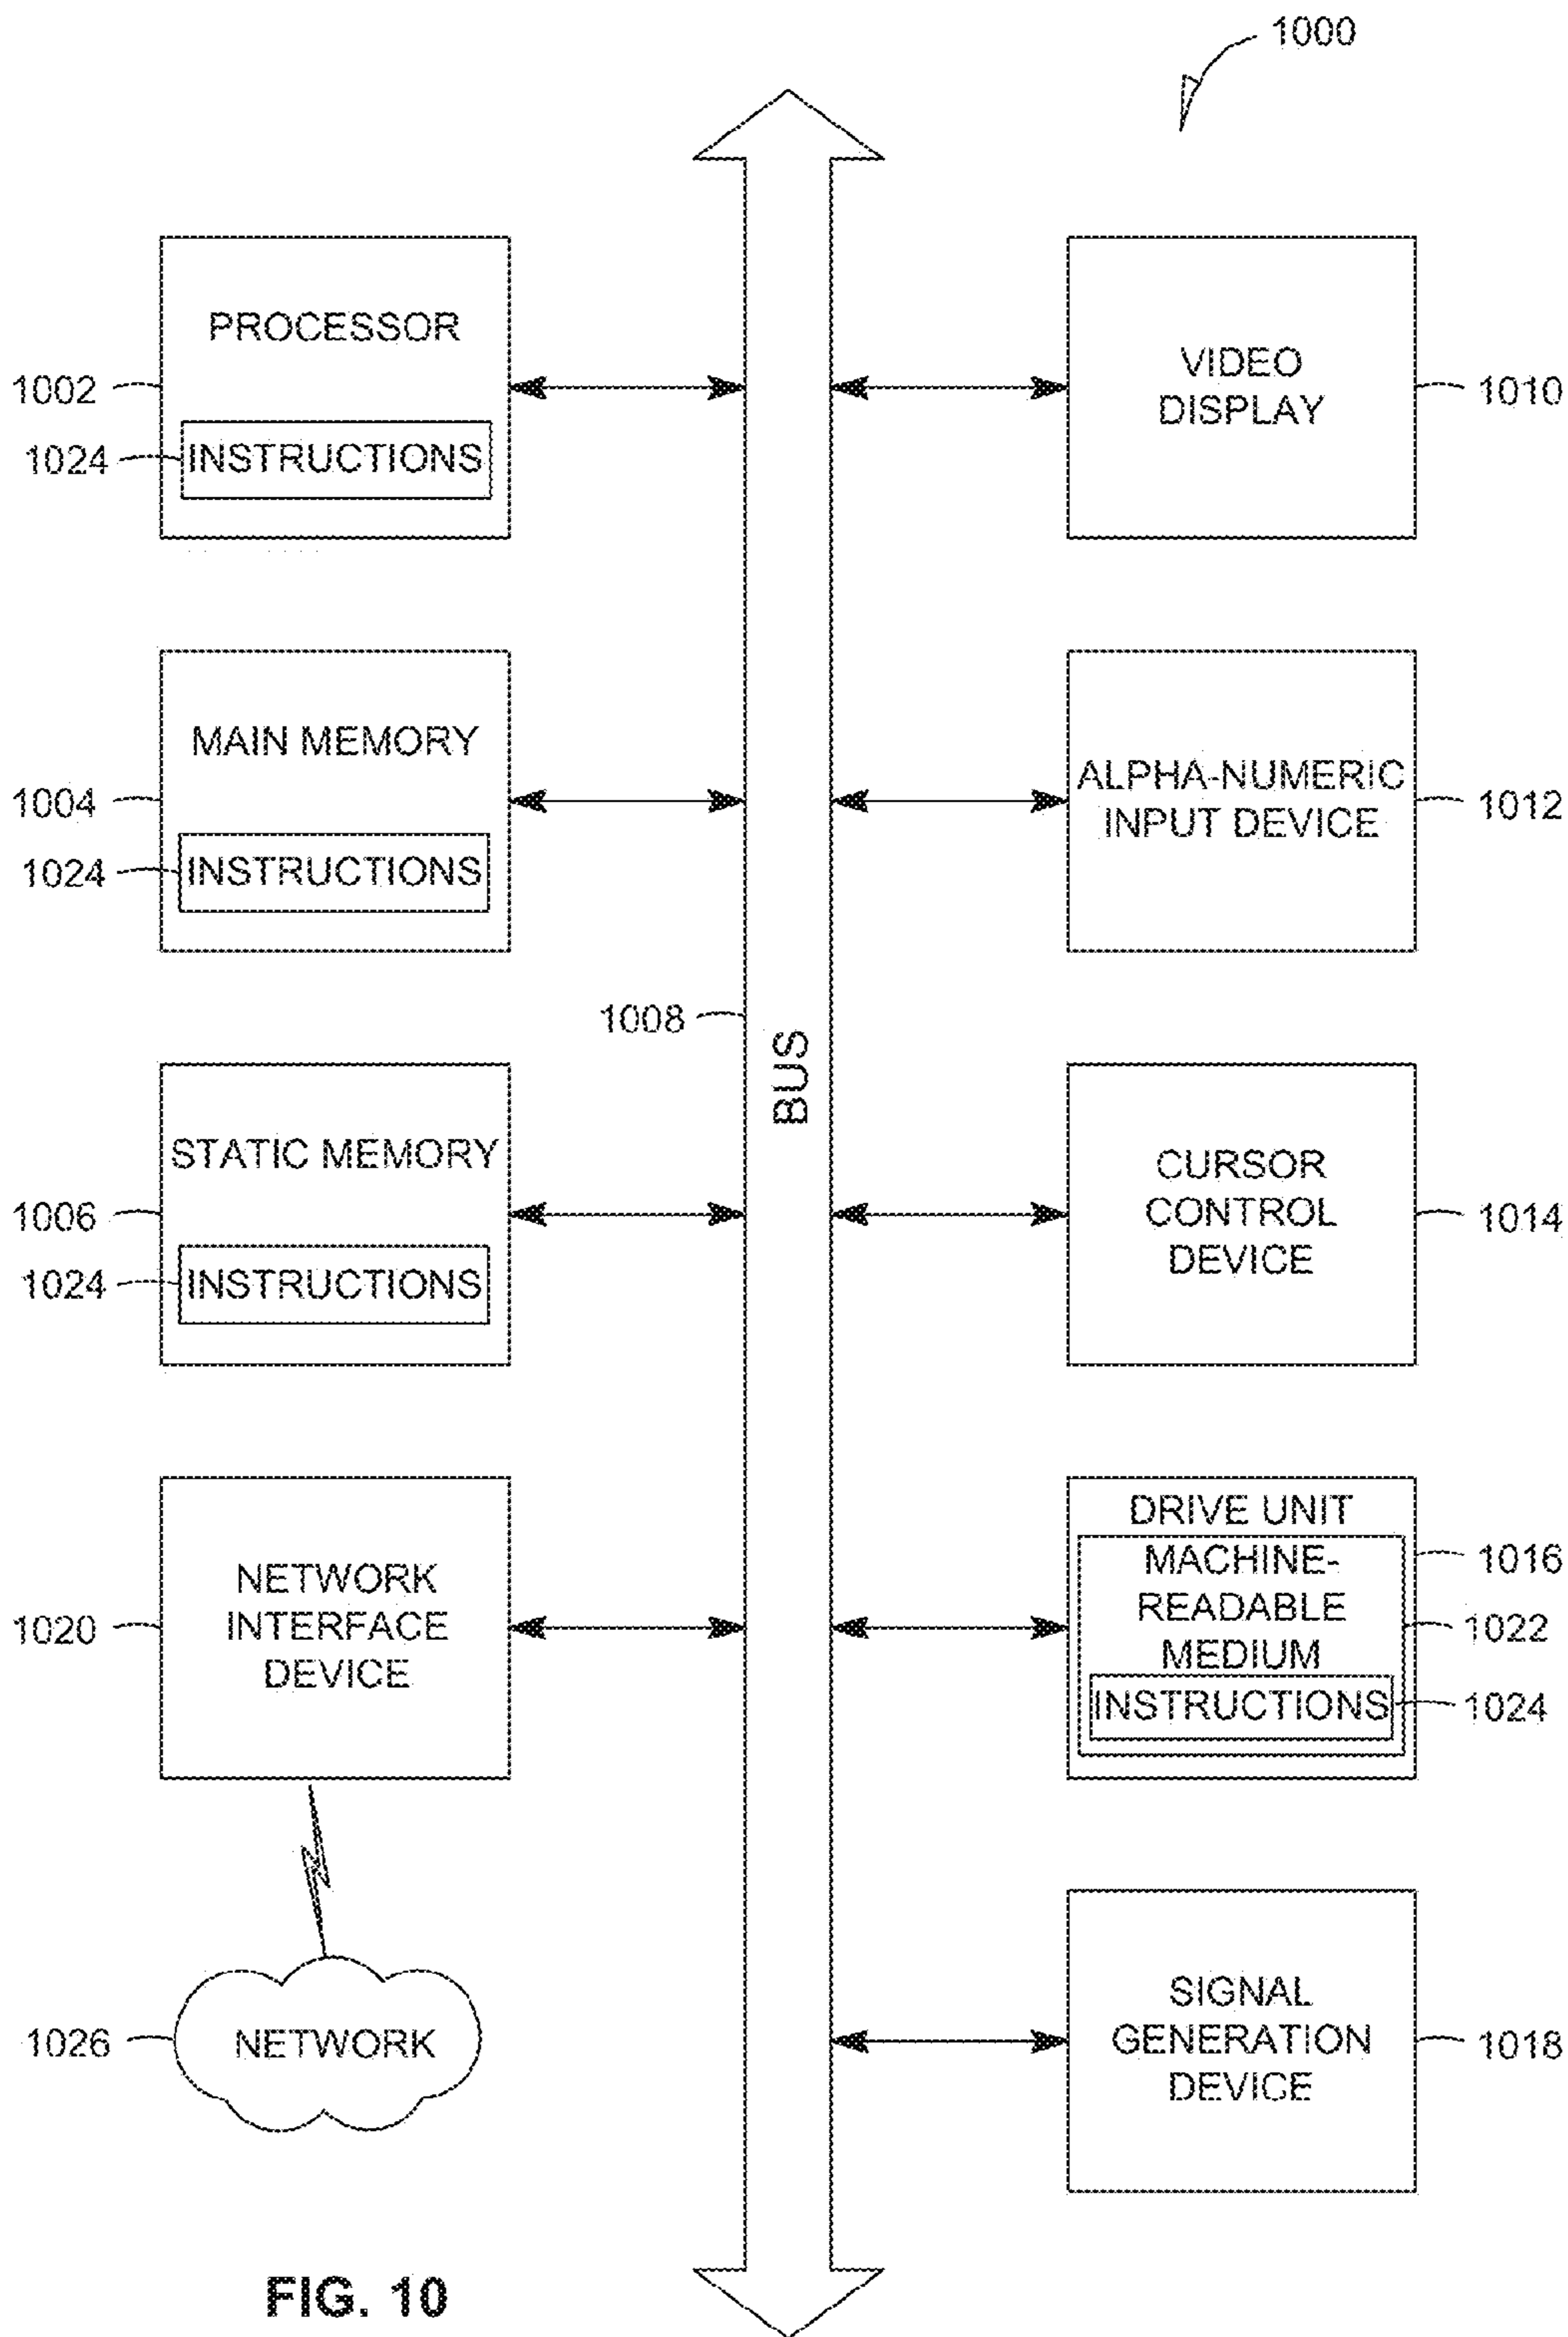 1000
PROCESSOR
1002
1024
INSTRUCTIONS
VIDEO
DISPLAY
1010
MAIN MEMORY
1004
1024
INSTRUCTIONS
ALPHA-NUMERIC
INPUT DEVICE
1012
1008
BUS
STATIC MEMORY
1006
1024
INSTRUCTIONS
CURSOR
CONTROL
DEVICE
1014
NETWORK
INTERFACE
DEVICE
1020
DRIVE UNIT
1016
MACHINE-
READABLE
MEDIUM
1022
INSTRUCTIONS
1024
NETWORK
1026
SIGNAL
GENERATION
DEVICE
1018
FIG. 10